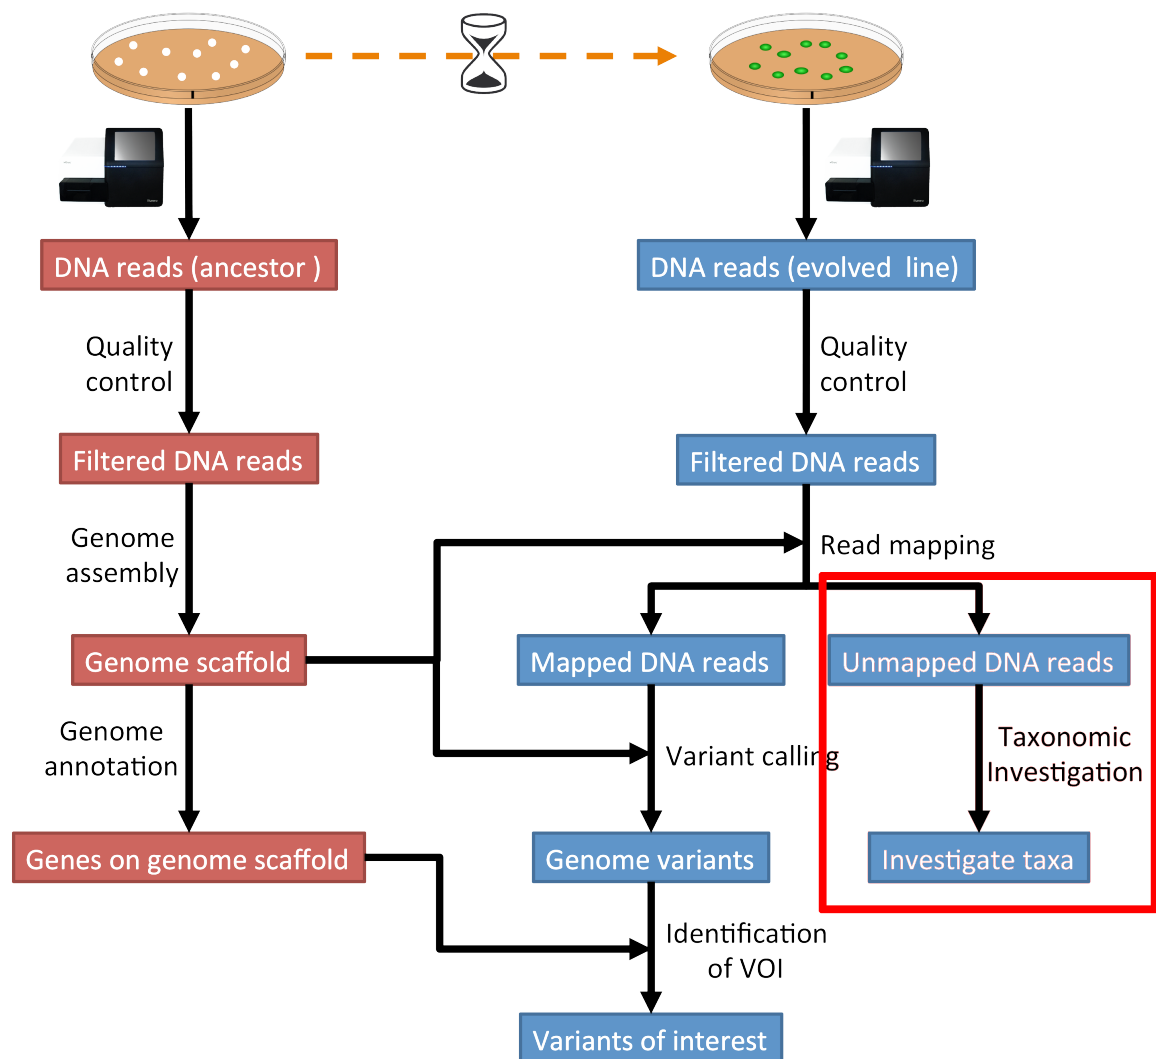 DNA reads (ancestor )
DNA reads (evolved line)
Quality
control
Quality
control
Filtered DNA reads
Filtered DNA reads
Genome
assembly
Read mapping
Genome scaffold
Mapped DNA reads
Unmapped DNA reads
Genome
annotation
Variant calling
Taxonomic
Investigation
Genes on genome scaffold
Genome variants
Investigate taxa
Identification
of VOI
Variants of interest